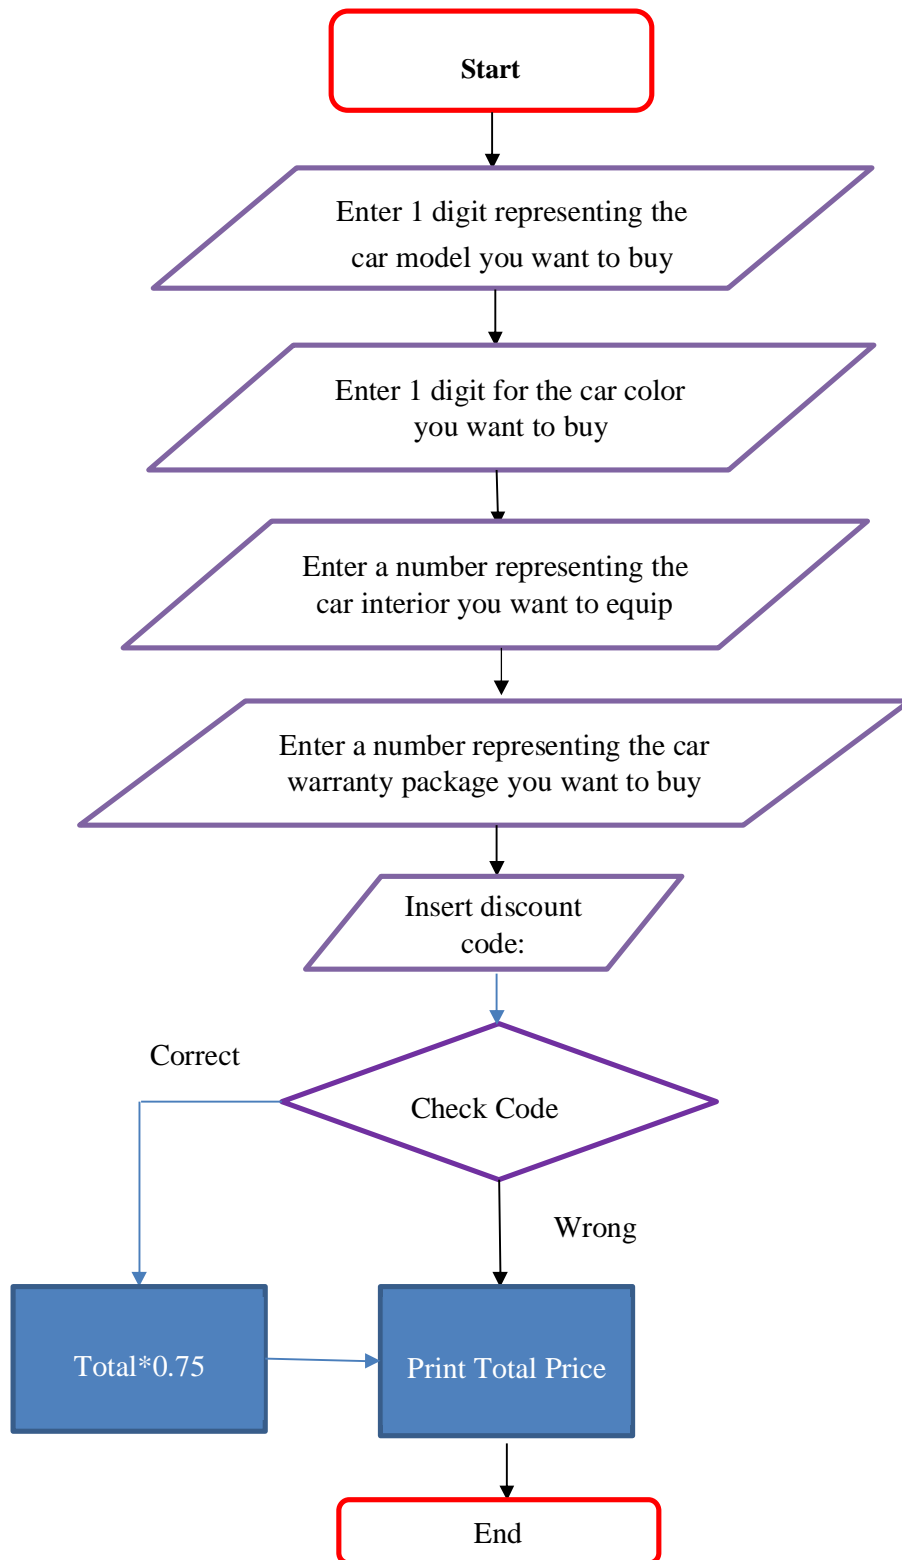 Start
Enter 1 digit representing the
car model you want to buy
Enter 1 digit for the car color
you want to buy
Enter a number representing the
car interior you want to equip
Enter a number representing the car
warranty package you want to buy
Insert discount
code:
Correct
Check Code
Wrong
Total*0.75
Print Total Price
End